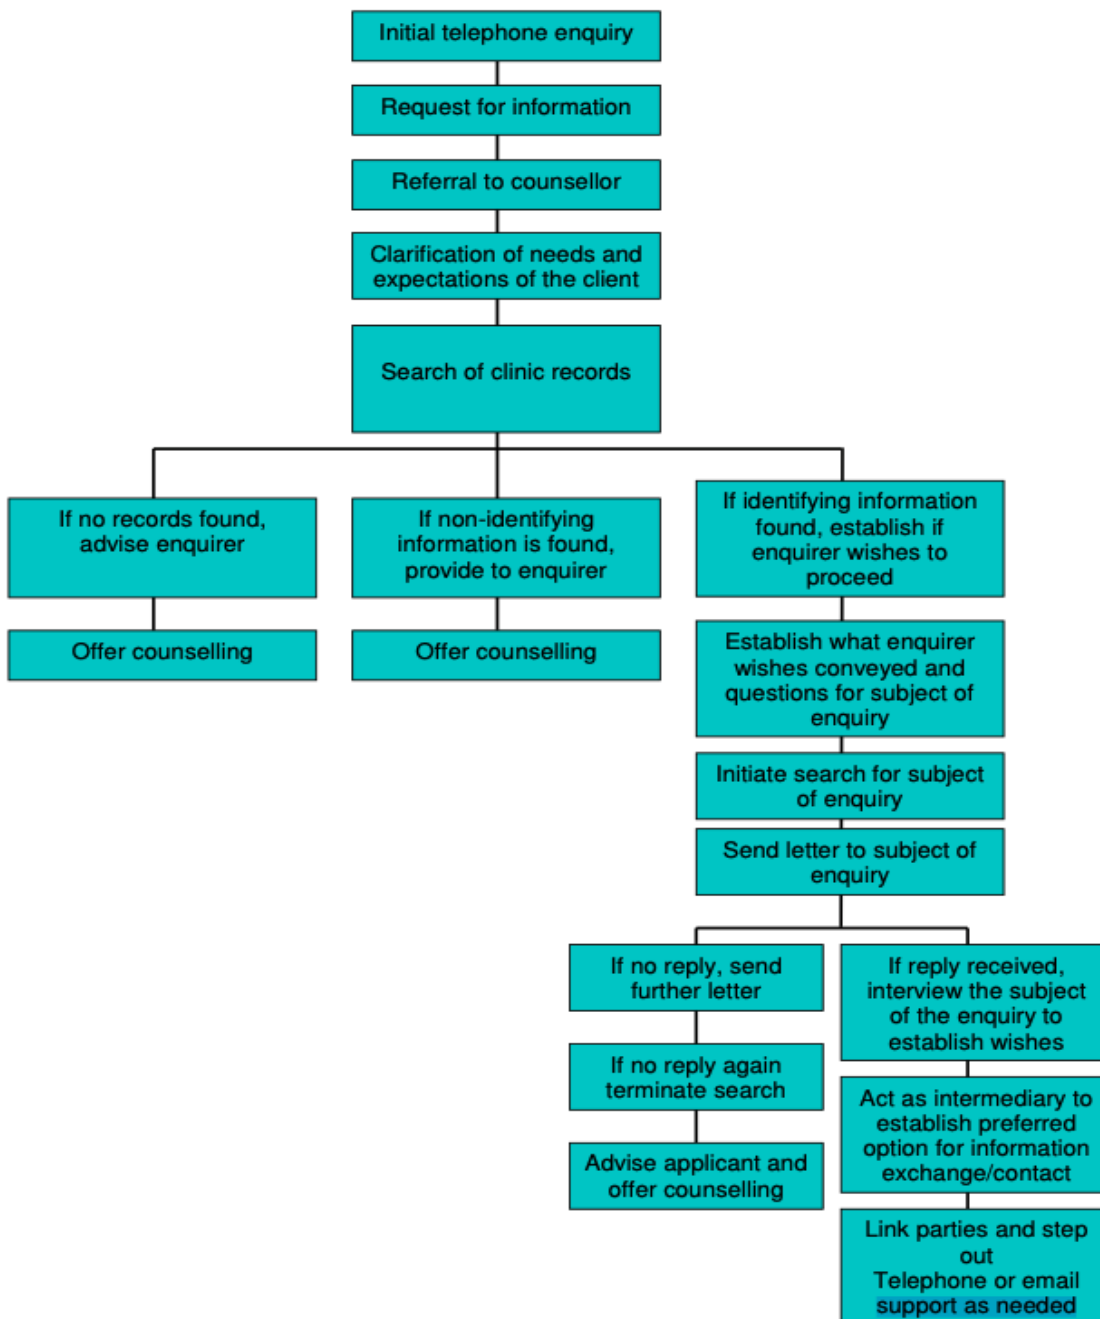 Initial telephone enquiry
Request for information
Referral to counsellor
Clarification of needs and
expectations of the client
Search of clinic records
If no records found,
advise enquirer
Offer counselling
If non-identifying
information is found,
provide to enquirer
Offer counselling
If identifying information
found, establish if
enquirer wishes to
proceed
Establish what enquirer
wishes conveyed and
questions for subject of
enquiry
Initiate search for subject
of enquiry
Send letter to subject of
enquiry
If no reply, send
further letter
If no reply again
terminate search
Advise applicant and
offer counselling
If reply received,
interview the subject
of the enquiry to
establish wishes
Act as intermediary to
establish preferred
option for information
exchange/contact
Link parties and step
out
Telephone or email
support as needed